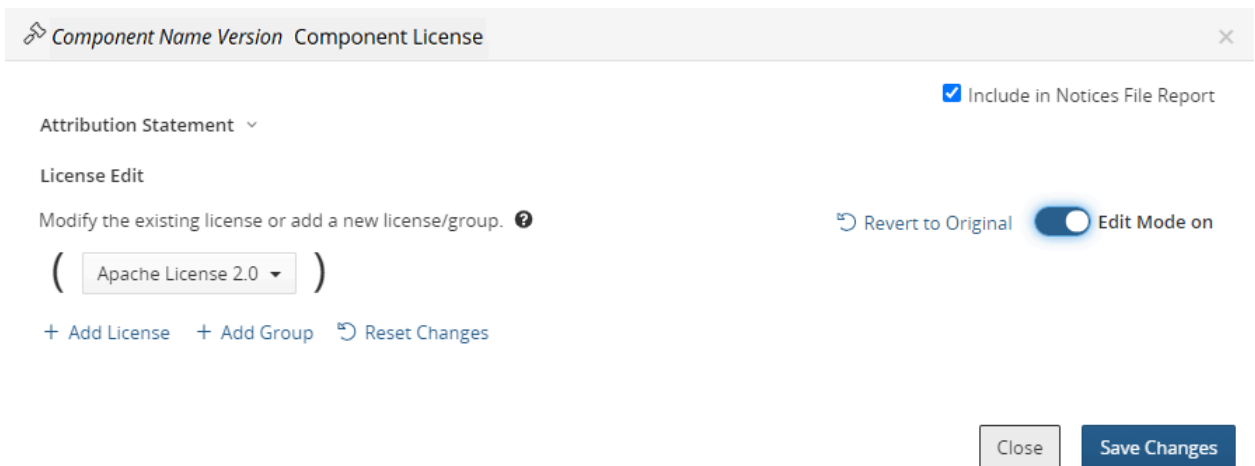 Component Name Version Component License
Include in Notices File Report
Attribution Statement
License Edit
Modify the existing license or add a new license/group.
Revert to Original Edit Mode on
( Apache License 2.0 )
+ Add License + Add Group Reset Changes
Close Save Changes